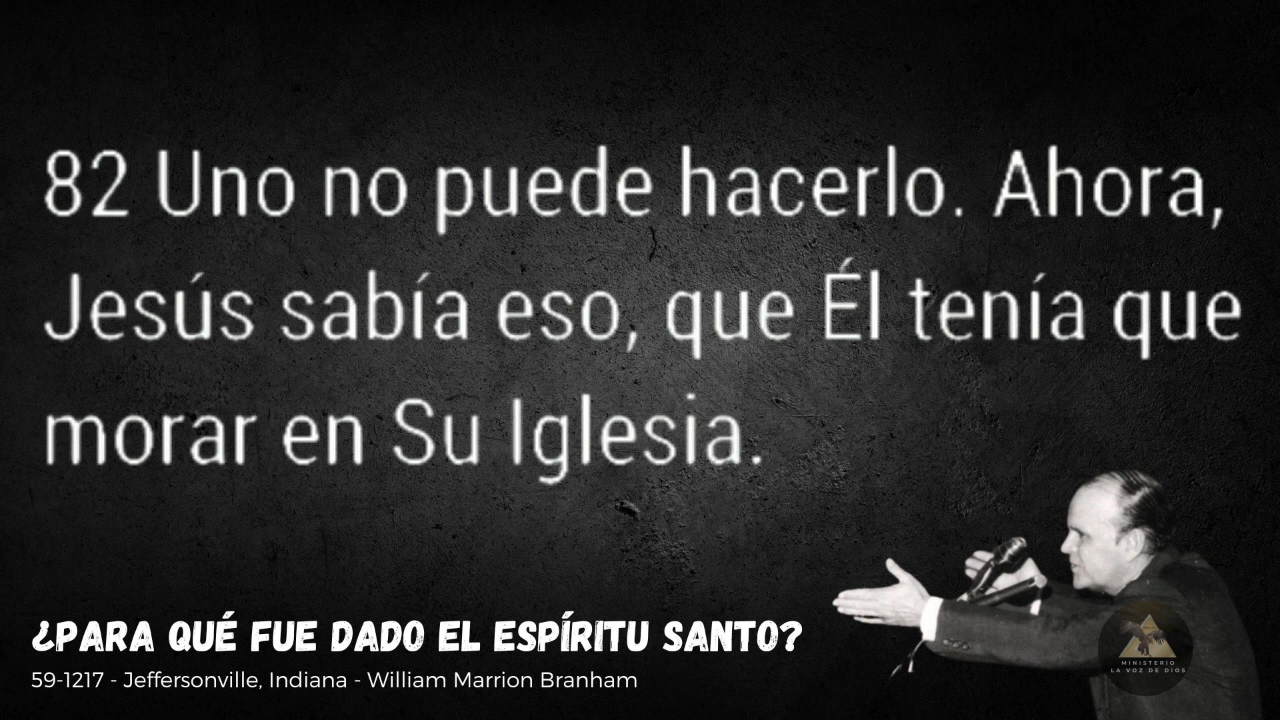 82 Uno no puede hacerlo. Ahora,
Jesús sabía eso, que Él tenía que
morar en Su Iglesia.
¿PARA QUÉ FUE DADO EL ESPÍRITU SANTO?
59-1217 - Jeffersonville, Indiana - William Marrion Branham
MINISTERIO
LA VOZ DE DIOS